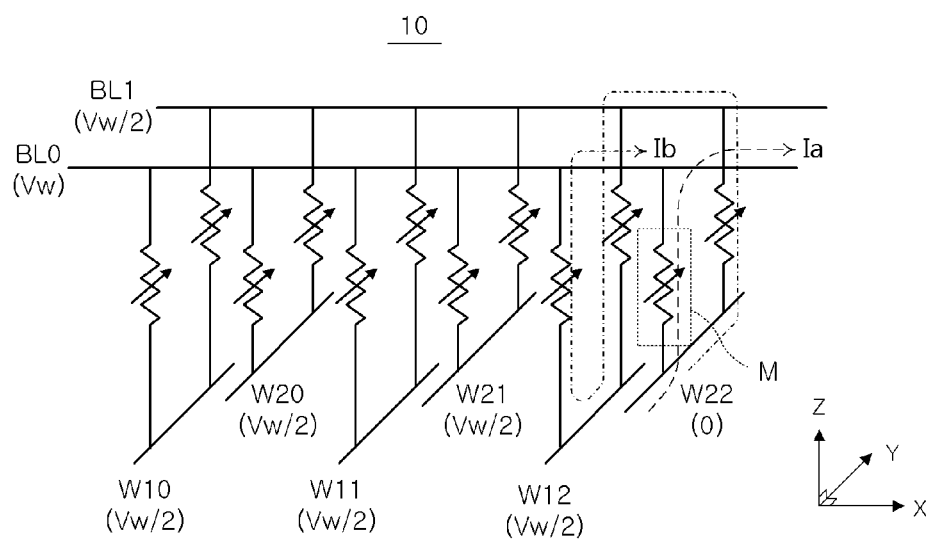 10
BL1
(Vw/2)
BL0
(Vw)
Ib
Ia
W20
(Vw/2)
W21
(Vw/2)
W22
(0)
M
W10
(Vw/2)
W11
(Vw/2)
W12
(Vw/2)
Z
Y
X